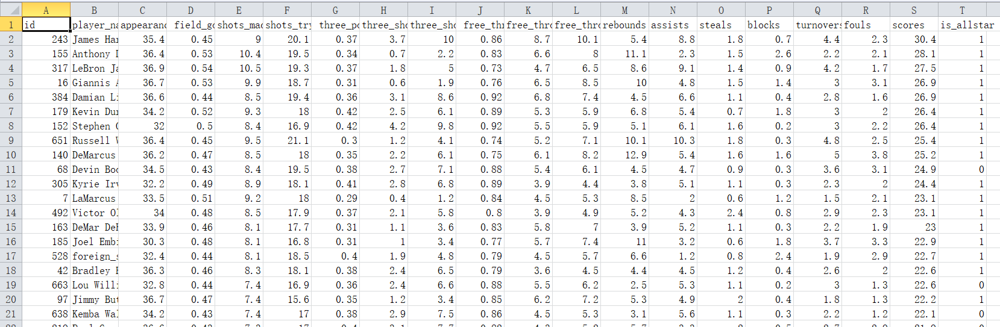 A B C D E F G H I J K L M N O P Q R S T
1 id player_na appearanc field_go shots_mad shots_try three_po three_sho three_sho free_thr free_thro free_thro rebounds assists steals blocks turnovers fouls scores is_allstar
2 243 James Har 35.4 0.45 9 20.1 0.37 3.7 10 0.86 8.7 10.1 5.4 8.8 1.8 0.7 4.4 2.3 30.4 1
3 155 Anthony D 36.4 0.53 10.4 19.5 0.34 0.7 2.2 0.83 6.6 8 11.1 2.3 1.5 2.6 2.2 2.1 28.1 1
4 317 LeBron Ja 36.9 0.54 10.5 19.3 0.37 1.8 5 0.73 4.7 6.5 8.6 9.1 1.4 0.9 4.2 1.7 27.5 1
5 16 Giannis A 36.7 0.53 9.9 18.7 0.31 0.6 1.9 0.76 6.5 8.5 10 4.8 1.5 1.4 3 3.1 26.9 1
6 384 Damian Li 36.6 0.44 8.5 19.4 0.36 3.1 8.6 0.92 6.8 7.4 4.5 6.6 1.1 0.4 2.8 1.6 26.9 1
7 179 Kevin Dur 34.2 0.52 9.3 18 0.42 2.5 6.1 0.89 5.3 5.9 6.8 5.4 0.7 1.8 3 2 26.4 1
8 152 Stephen C 32 0.5 8.4 16.9 0.42 4.2 9.8 0.92 5.5 5.9 5.1 6.1 1.6 0.2 3 2.2 26.4 1
9 651 Russell W 36.4 0.45 9.5 21.1 0.3 1.2 4.1 0.74 5.2 7.1 10.1 10.3 1.8 0.3 4.8 2.5 25.4 1
10 140 DeMarcus 36.2 0.47 8.5 18 0.35 2.2 6.1 0.75 6.1 8.2 12.9 5.4 1.6 1.6 5 3.8 25.2 1
11 68 Devin Boo 34.5 0.43 8.4 19.5 0.38 2.7 7.1 0.88 5.4 6.1 4.5 4.7 0.9 0.3 3.6 3.1 24.9 0
12 305 Kyrie Irv 32.2 0.49 8.9 18.1 0.41 2.8 6.8 0.89 3.9 4.4 3.8 5.1 1.1 0.3 2.3 2 24.4 1
13 7 LaMarcus 33.5 0.51 9.2 18 0.29 0.4 1.2 0.84 4.5 5.3 8.5 2 0.6 1.2 1.5 2.1 23.1 1
14 492 Victor Ol 34 0.48 8.5 17.9 0.37 2.1 5.8 0.8 3.9 4.9 5.2 4.3 2.4 0.8 2.9 2.3 23.1 1
15 163 DeMar DeR 33.9 0.46 8.1 17.7 0.31 1.1 3.6 0.83 5.8 7 3.9 5.2 1.1 0.3 2.2 1.9 23 1
16 185 Joel Embi 30.3 0.48 8.1 16.8 0.31 1 3.4 0.77 5.7 7.4 11 3.2 0.6 1.8 3.7 3.3 22.9 1
17 528 foreign_s 32.4 0.44 8.1 18.5 0.4 1.9 4.8 0.79 4.5 5.7 6.6 1.2 0.8 2.4 1.9 2.9 22.7 1
18 42 Bradley B 36.3 0.46 8.3 18.1 0.38 2.4 6.5 0.79 3.6 4.5 4.4 4.5 1.2 0.4 2.6 2 22.6 1
19 663 Lou Willi 32.8 0.44 7.4 16.9 0.36 2.4 6.6 0.88 5.5 6.2 2.5 5.3 1.1 0.2 3 1.3 22.6 0
20 97 Jimmy But 36.7 0.47 7.4 15.6 0.35 1.2 3.4 0.85 6.2 7.2 5.3 4.9 2 0.4 1.8 1.3 22.2 1
21 638 Kemba Wal 34.2 0.43 7.4 17 0.38 2.9 7.5 0.86 4.5 5.3 3.1 5.6 1.1 0.3 2.2 1.2 22.1 0